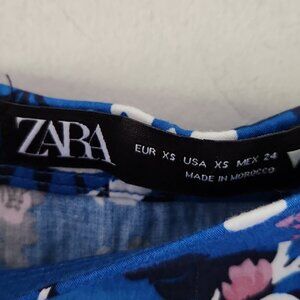 ZARA
EUR XS USA XS MEX 24
MADE IN MOROCCO